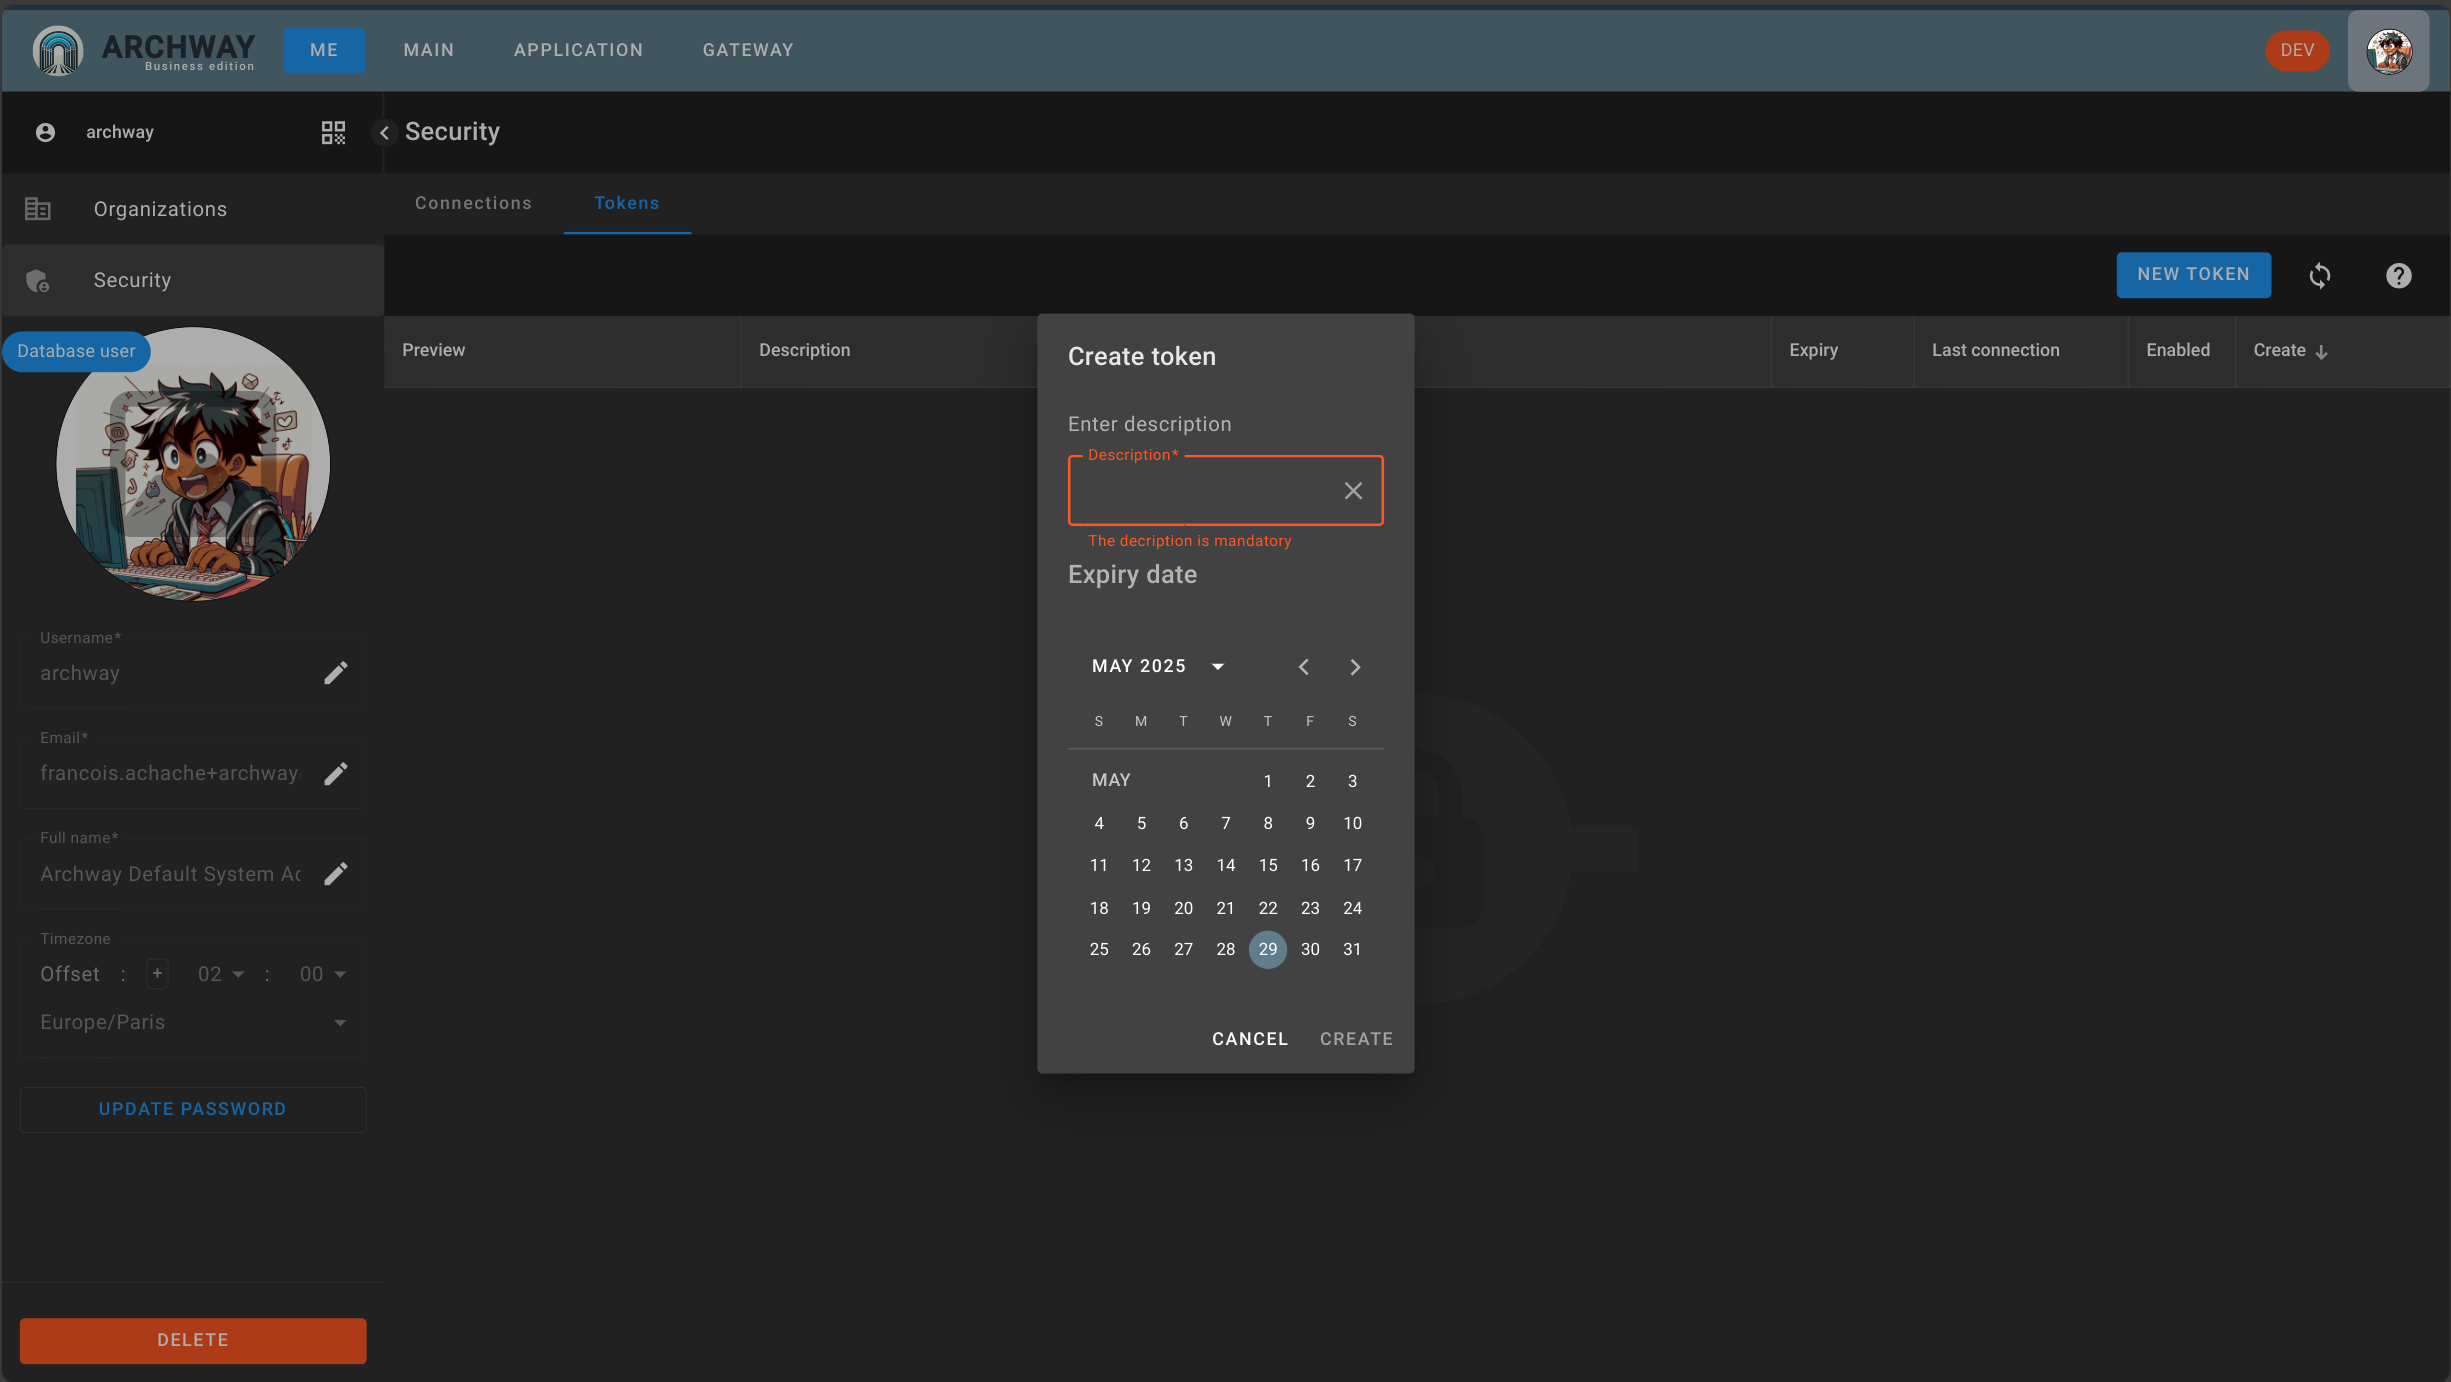 ARCHWAY
Business edition
ME
MAIN
APPLICATION
GATEWAY
DEV
archway
Security
Organizations
Security
Connections
Tokens
NEW TOKEN
Database user
Preview
Description
Expiry
Last connection
Enabled
Create
Create token
Enter description
Description*
The decription is mandatory
Expiry date
MAY 2025
S M T W T F S
MAY 1 2 3
4 5 6 7 8 9 10
11 12 13 14 15 16 17
18 19 20 21 22 23 24
25 26 27 28 29 30 31
CANCEL
CREATE
Username*
archway
Email*
francois.achache+archway
Full name*
Archway Default System Ad
Timezone
Offset : + 02 : 00
Europe/Paris
UPDATE PASSWORD
DELETE